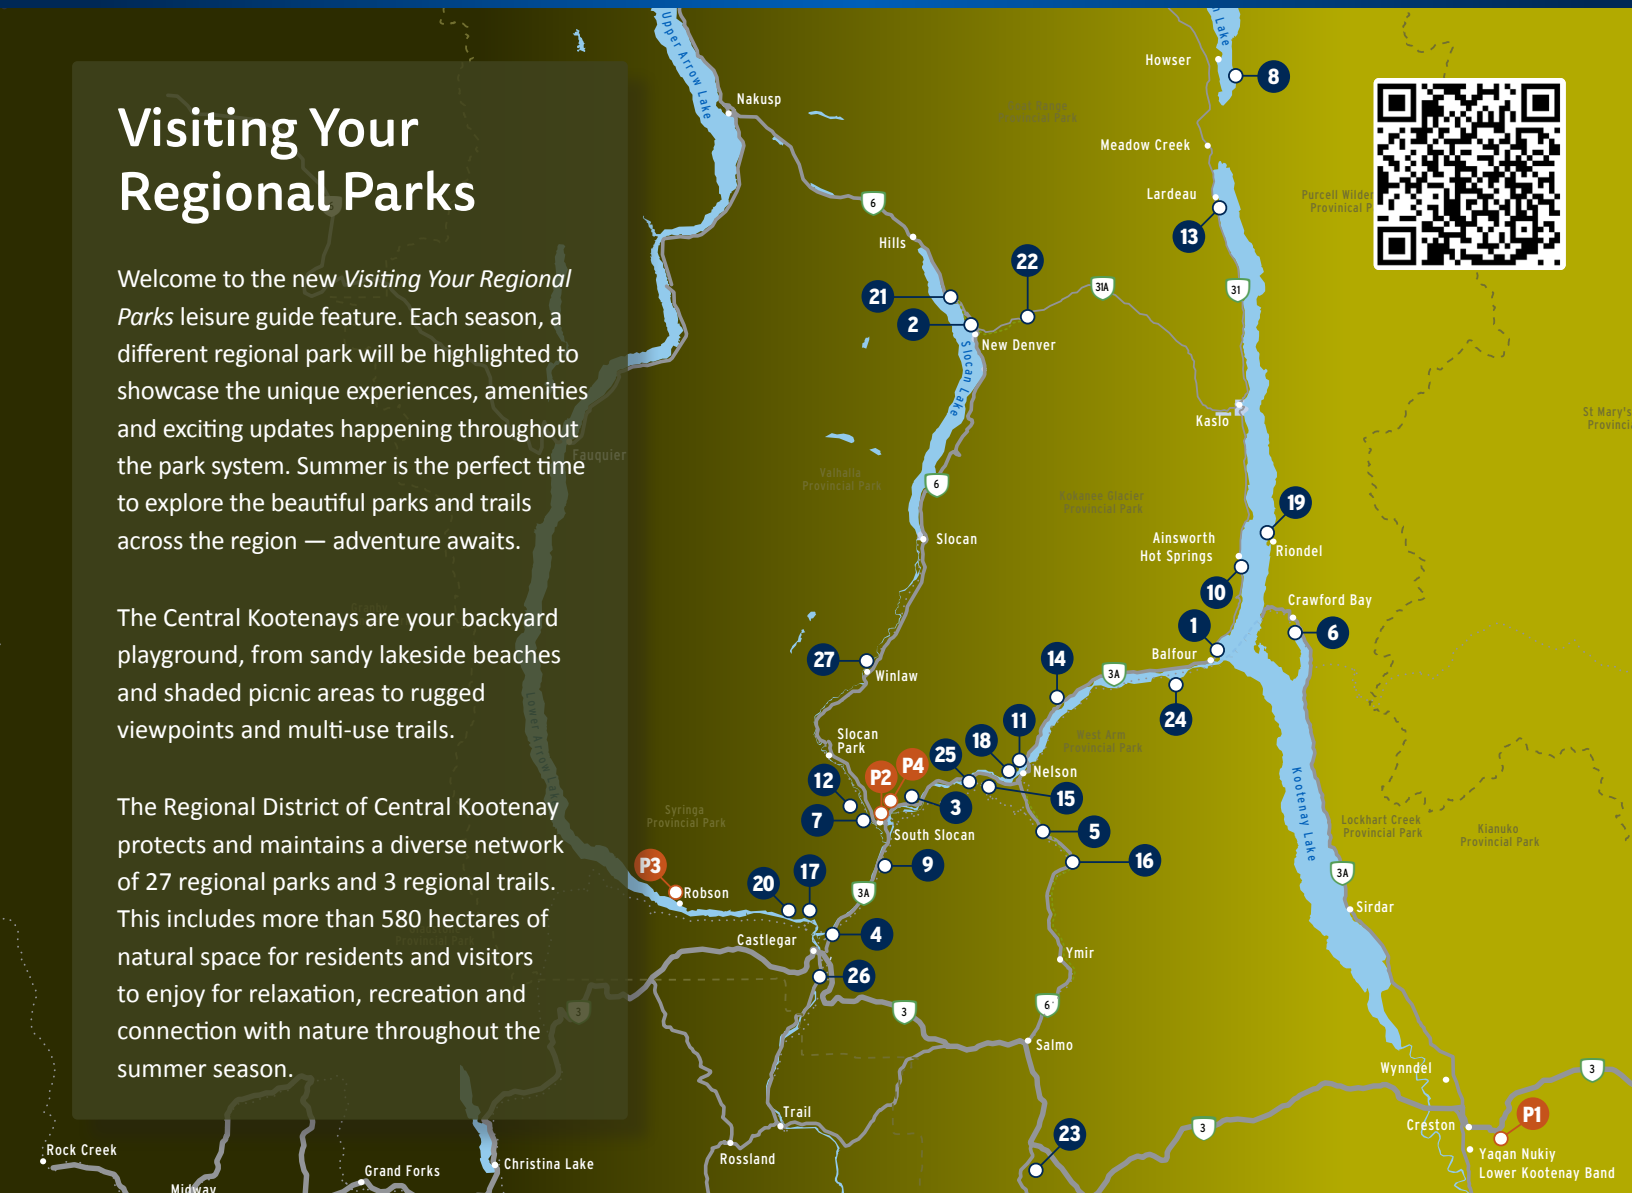 Visiting Your
Regional Parks
Welcome to the new Visiting Your Regional
Parks leisure guide feature. Each season, a
different regional park will be highlighted to
showcase the unique experiences, amenities
and exciting updates happening throughout
the park system. Summer is the perfect time
to explore the beautiful parks and trails
across the region — adventure awaits.
The Central Kootenays are your backyard
playground, from sandy lakeside beaches
and shaded picnic areas to rugged
viewpoints and multi-use trails.
The Regional District of Central Kootenay
protects and maintains a diverse network
of 27 regional parks and 3 regional trails.
This includes more than 580 hectares of
natural space for residents and visitors
to enjoy for relaxation, recreation and
connection with nature throughout the
summer season.
Upper Arrow Lake
Nakusp
6
Hills
21
2
22
31A
New Denver
Slocan Lake
Lake
Howser
8
Meadow Creek
Lardeau
13
31
Purcell Wilder
Provincial P
Goat Range
Provincial Park
Kaslo
St Mary's
Provinci
Fauquier
Valhalla
Provincial Park
6
Kokanee Glacier
Provincial Park
Slocan
19
Ainsworth
Hot Springs
Riondel
10
Crawford Bay
1
6
Balfour
27
Winlaw
14
3A
24
11
18
West Arm
Provincial Park
Slocan
Park
25
P4
P2
Nelson
12
3
15
7
South Slocan
5
Lower Arrow Lake
Syringa
Provincial Park
Kootenay Lake
Lockhart Creek
Provincial Park
Kianuko
Provincial Park
9
16
P3
Robson
20
17
3A
3A
Sirdar
4
Castlegar
Provincial Park
Ymir
26
3
3
6
Salmo
Wynndel
3
P1
Creston
3
Trail
23
Rossland
Yaqan Nukiy
Lower Kootenay Band
Rock Creek
Grand Forks
Christina Lake
Midway